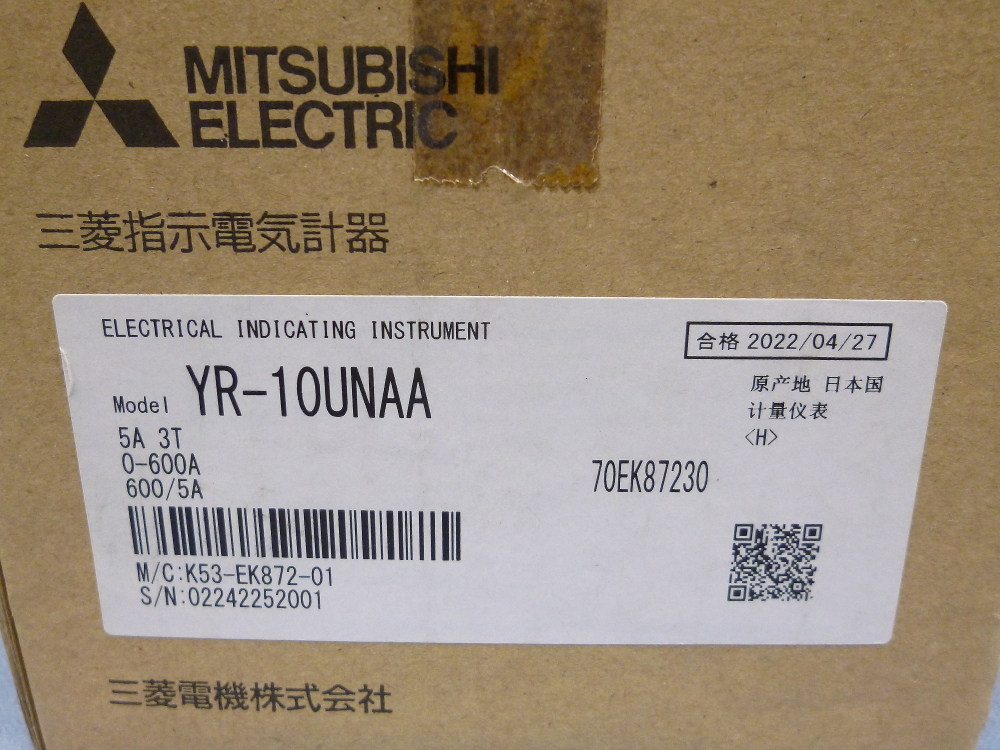 MITSUBISHI
ELECTRIC
三菱指示電気計器
ELECTRICAL INDICATING INSTRUMENT
合格 2022/04/27
Model YR-10UNAA
原产地 日本国
计量仪表
<H>
5A 3T
0-600A
600/5A
70EK87230
M/C:K53-EK872-01
S/N:02242252001
三菱電機株式会社